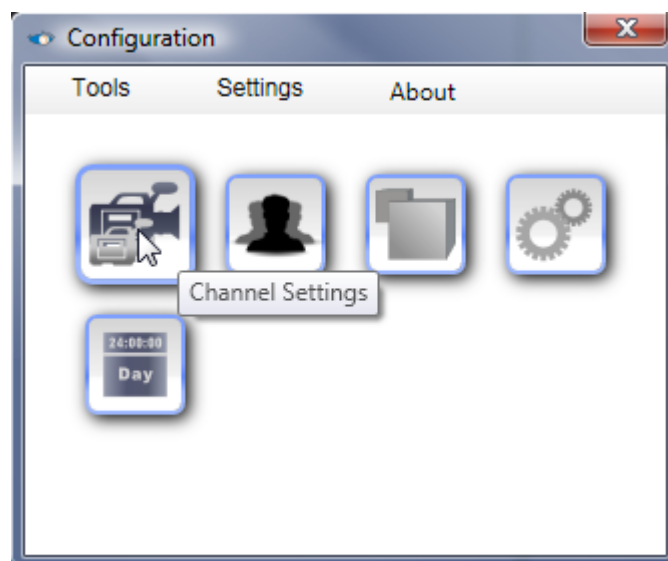 Configuration
Tools Settings About
Channel Settings
24:00:00
Day